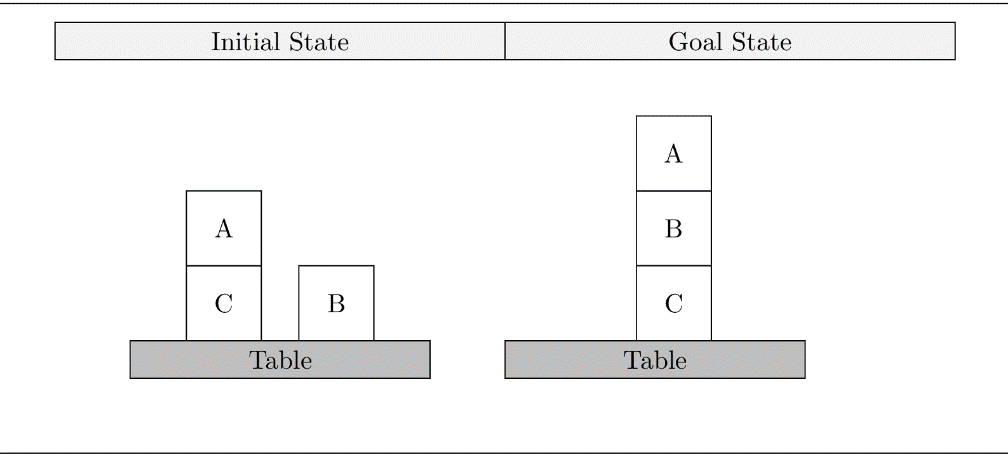 Initial State Goal State
A
A B
C B C
Table Table